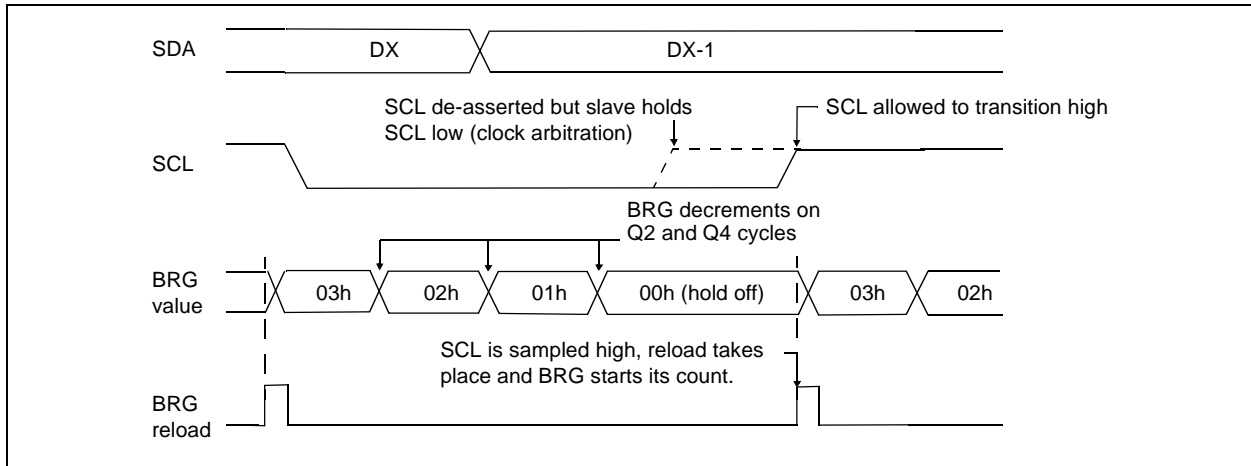 SDA
DX
DX-1
SCL de-asserted but slave holds
SCL low (clock arbitration)
SCL allowed to transition high
SCL
BRG decrements on
Q2 and Q4 cycles
BRG
value
03h
02h
01h
00h (hold off)
03h
02h
SCL is sampled high, reload takes
place and BRG starts its count.
BRG
reload